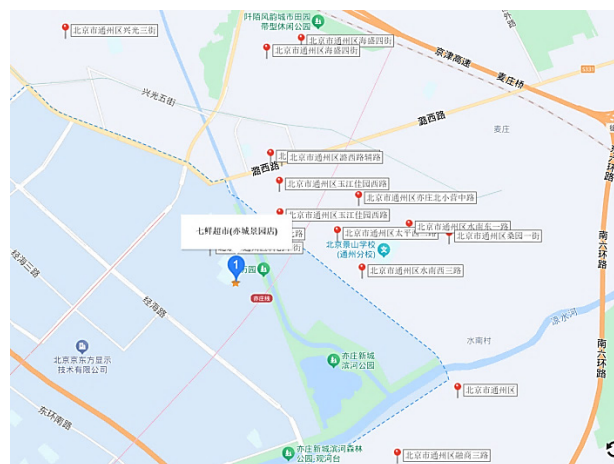 阡陌风韵城市田园
带型休闲公园
北京市通州区兴光三街
北京市通州区海盛四街
北京市通州区海盛四街
京津高速
麦庄桥
兴光五街
潞西路
麦庄
北京市通州区潞西路辅路
潞西路
北京市通州区玉江佳园西路
北京市通州区亦庄北小营中路
北京市通州区玉江佳园西路
七鲜超市(亦城景园店)
北京市通州区水南东一路
北京市通州区桑园一街
北京景山学校
(通州分校)
1
北京市通州区水南西三路
亦庄线
经海三路
经海路
南六环路
凉水河
水南村
北京京东方显示
技术有限公司
亦庄新城
滨河公园
南六环路
北京市通州区
东环南路
亦庄新城滨河森林
公园-观河台
北京市通州区融商三路